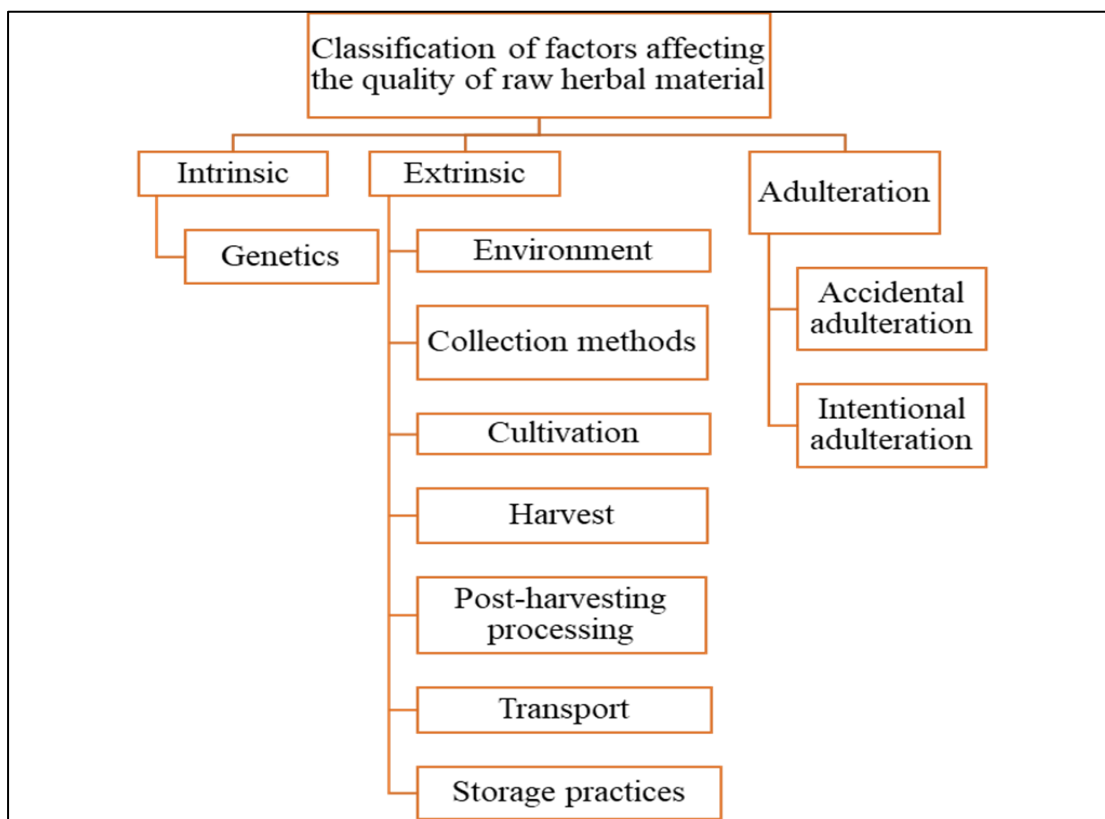 Classification of factors affecting
the quality of raw herbal material
Intrinsic
Genetics
Extrinsic
Environment
Collection methods
Cultivation
Harvest
Post-harvesting
processing
Transport
Storage practices
Adulteration
Accidental
adulteration
Intentional
adulteration